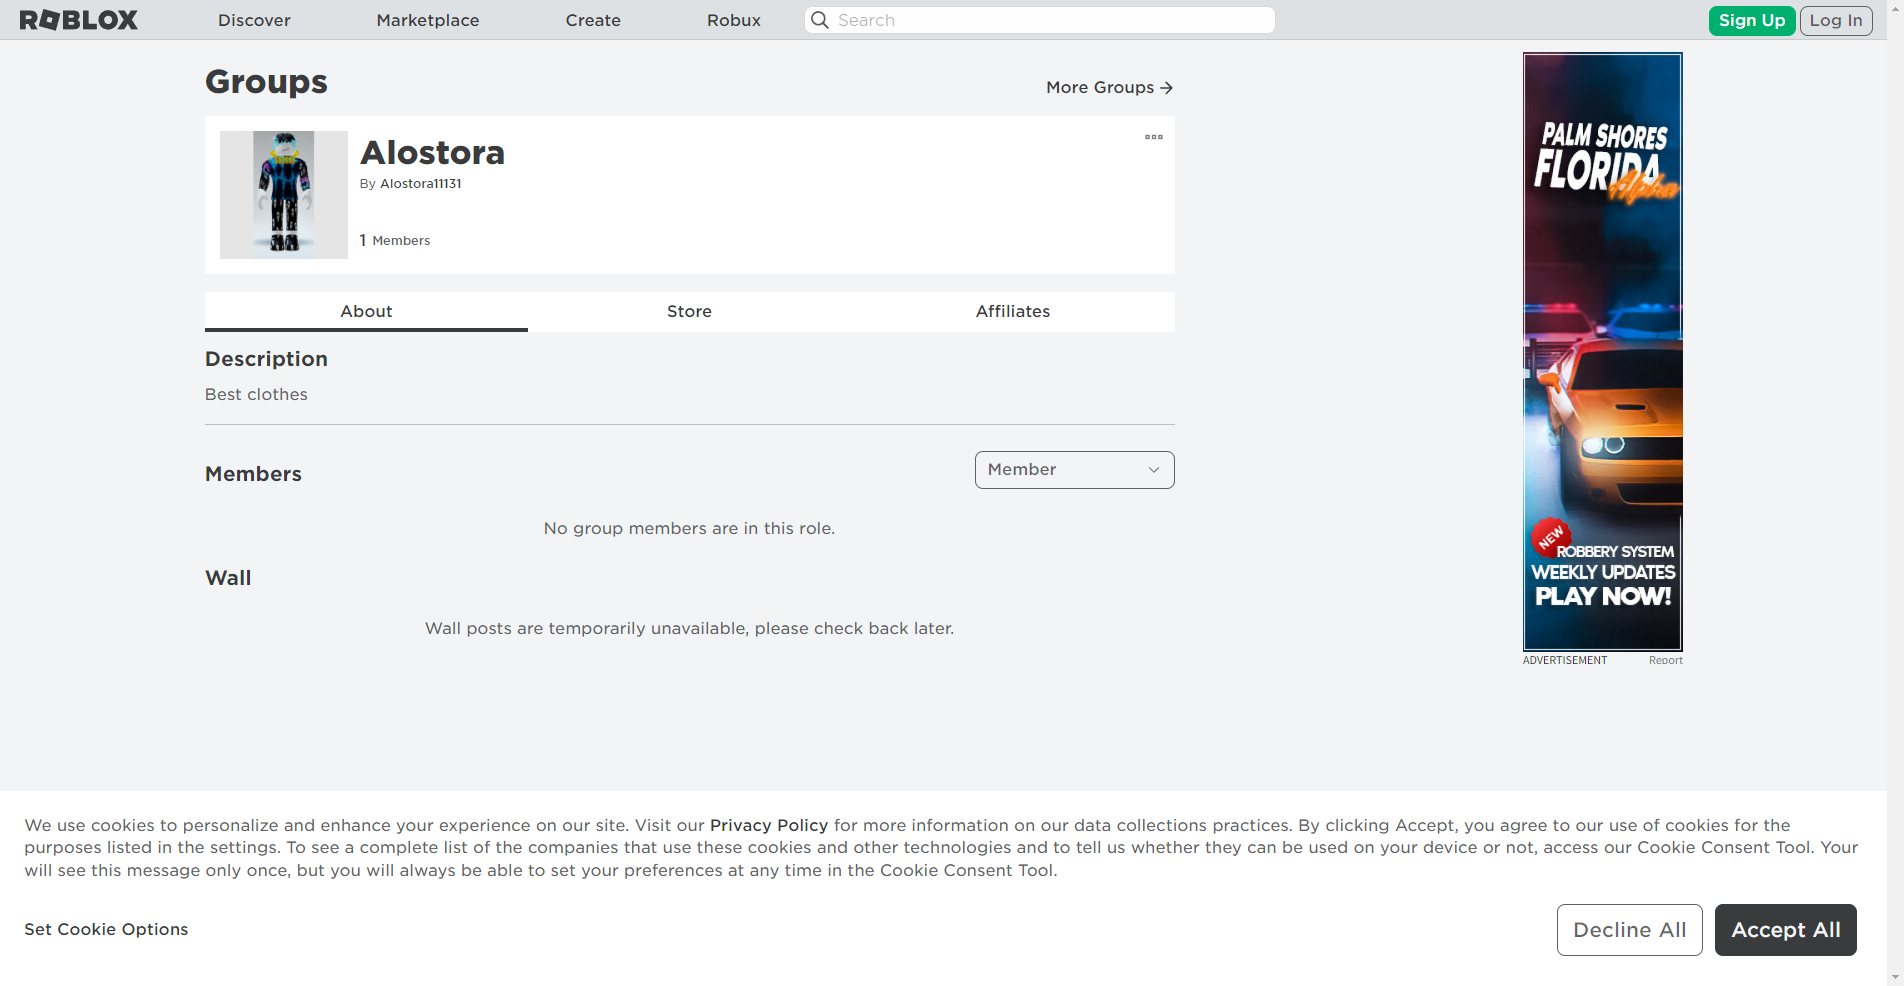 ROBLOX
Discover
Marketplace
Create
Robux
Search
Sign Up
Log In
Groups
More Groups
Alostora
By Alostora11131
1 Members
About
Store
Affiliates
Description
Best clothes
Members
Member
No group members are in this role.
Wall
Wall posts are temporarily unavailable, please check back later.
PALM SHORES
FLORIDA
Alpha
NEW
ROBBERY SYSTEM
WEEKLY UPDATES
PLAY NOW!
ADVERTISEMENT
Report
We use cookies to personalize and enhance your experience on our site. Visit our Privacy Policy for more information on our data collections practices. By clicking Accept, you agree to our use of cookies for the
purposes listed in the settings. To see a complete list of the companies that use these cookies and other technologies and to tell us whether they can be used on your device or not, access our Cookie Consent Tool. Your
will see this message only once, but you will always be able to set your preferences at any time in the Cookie Consent Tool.
Set Cookie Options
Decline All
Accept All